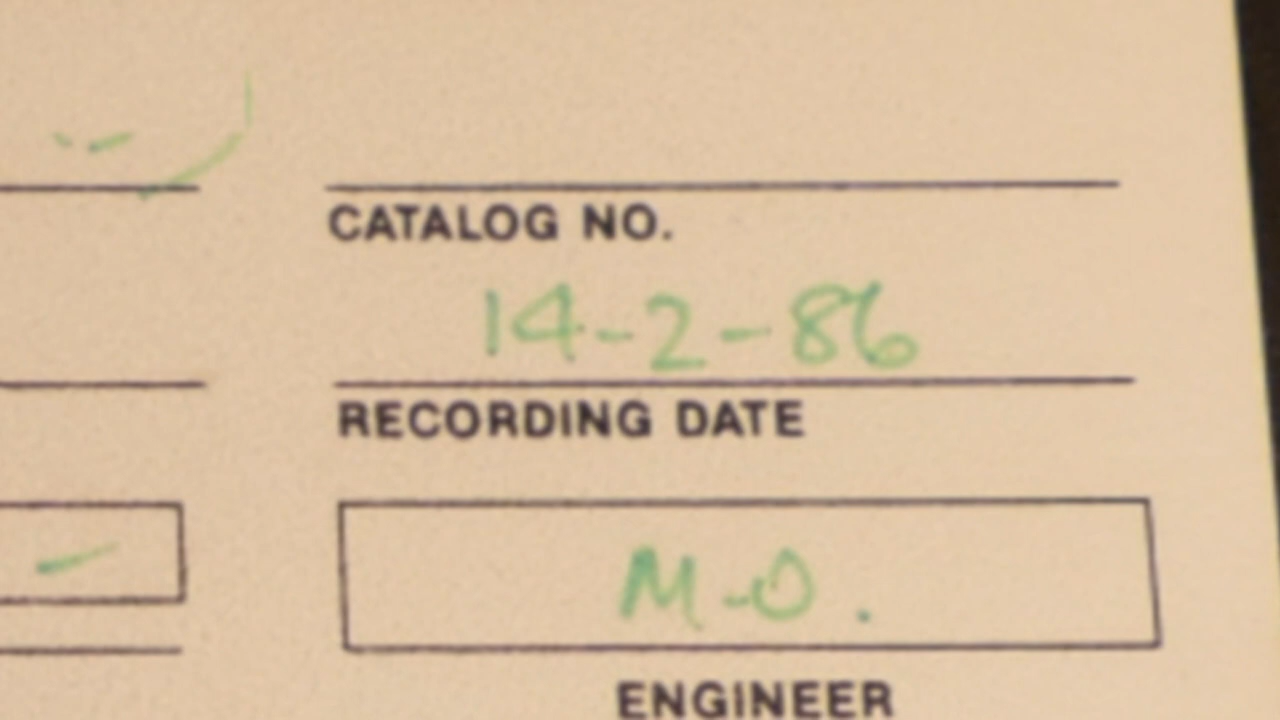 CATALOG NO.
14-2-86
RECORDING DATE
M.O.
ENGINEER